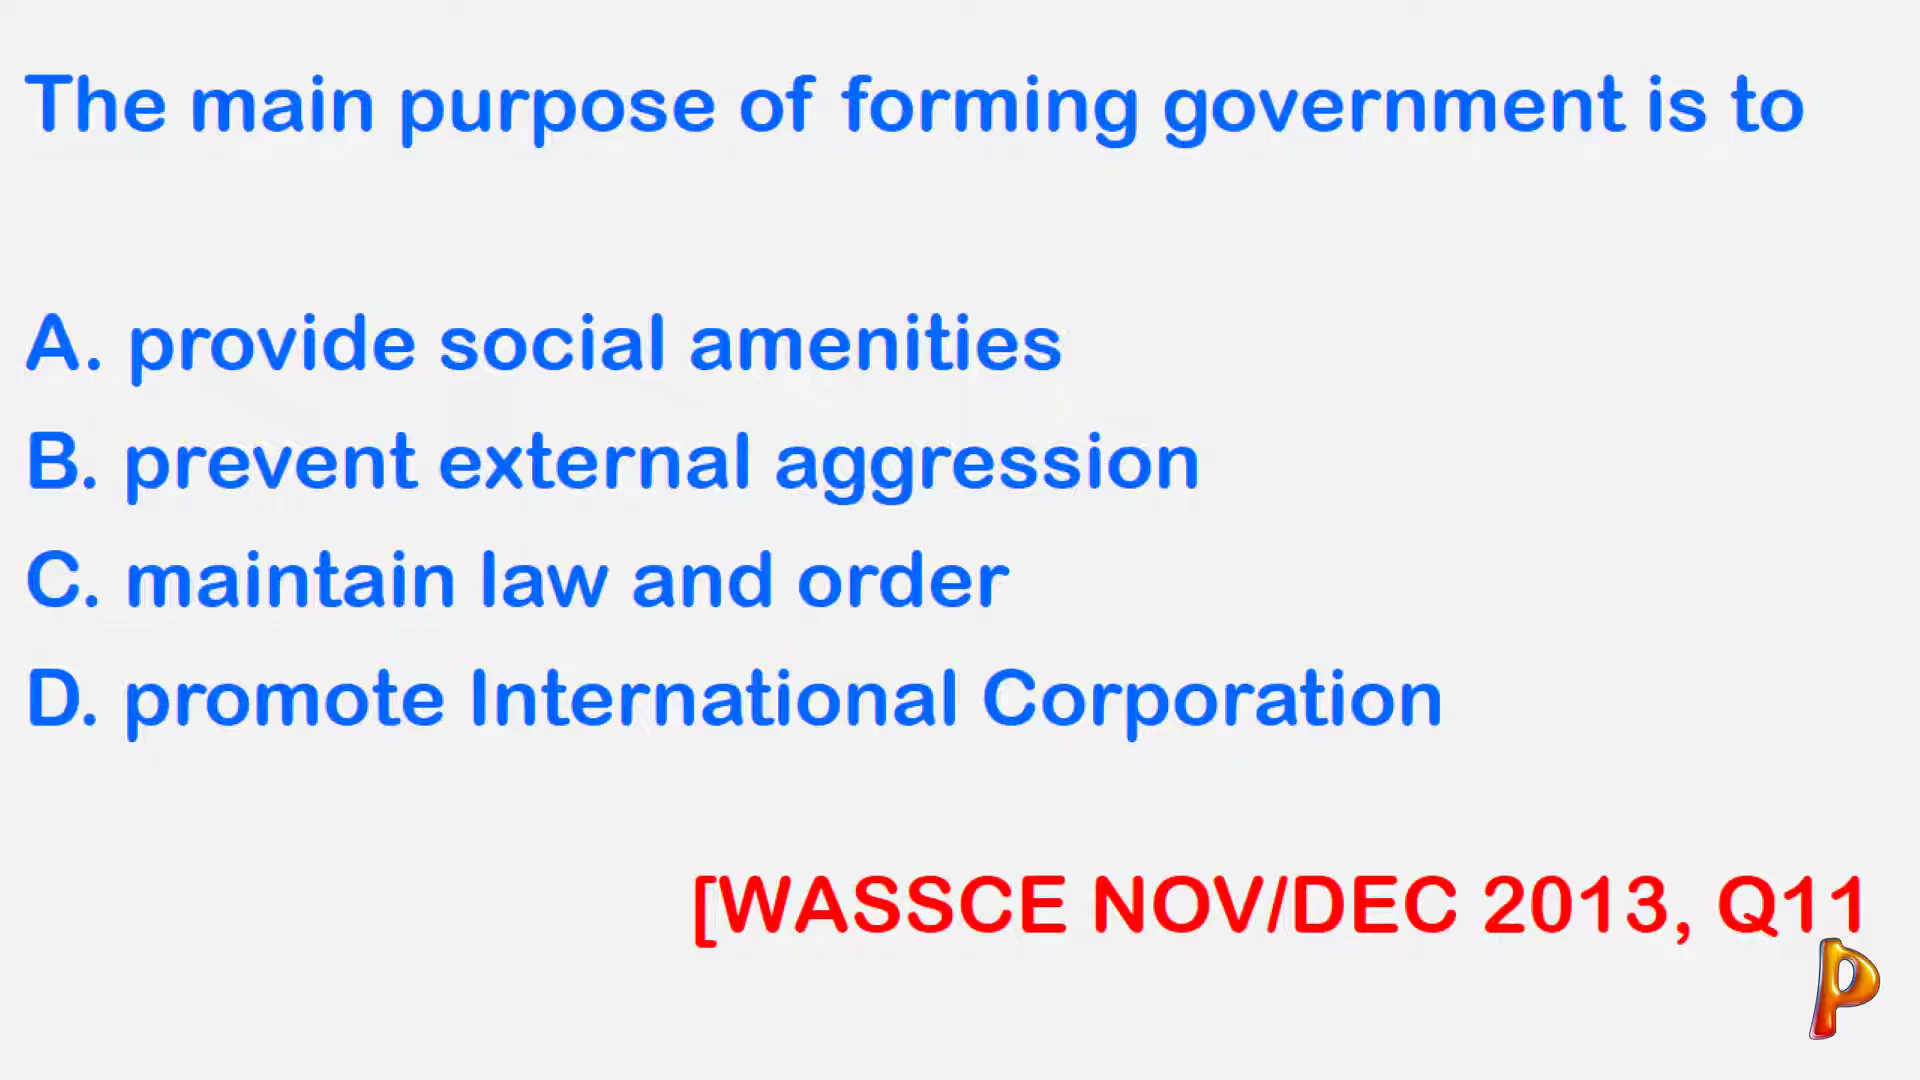 The main purpose of forming government is to
A. provide social amenities
B. prevent external aggression
C. maintain law and order
D. promote International Corporation
[WASSCE NOV/DEC 2013, Q11
P